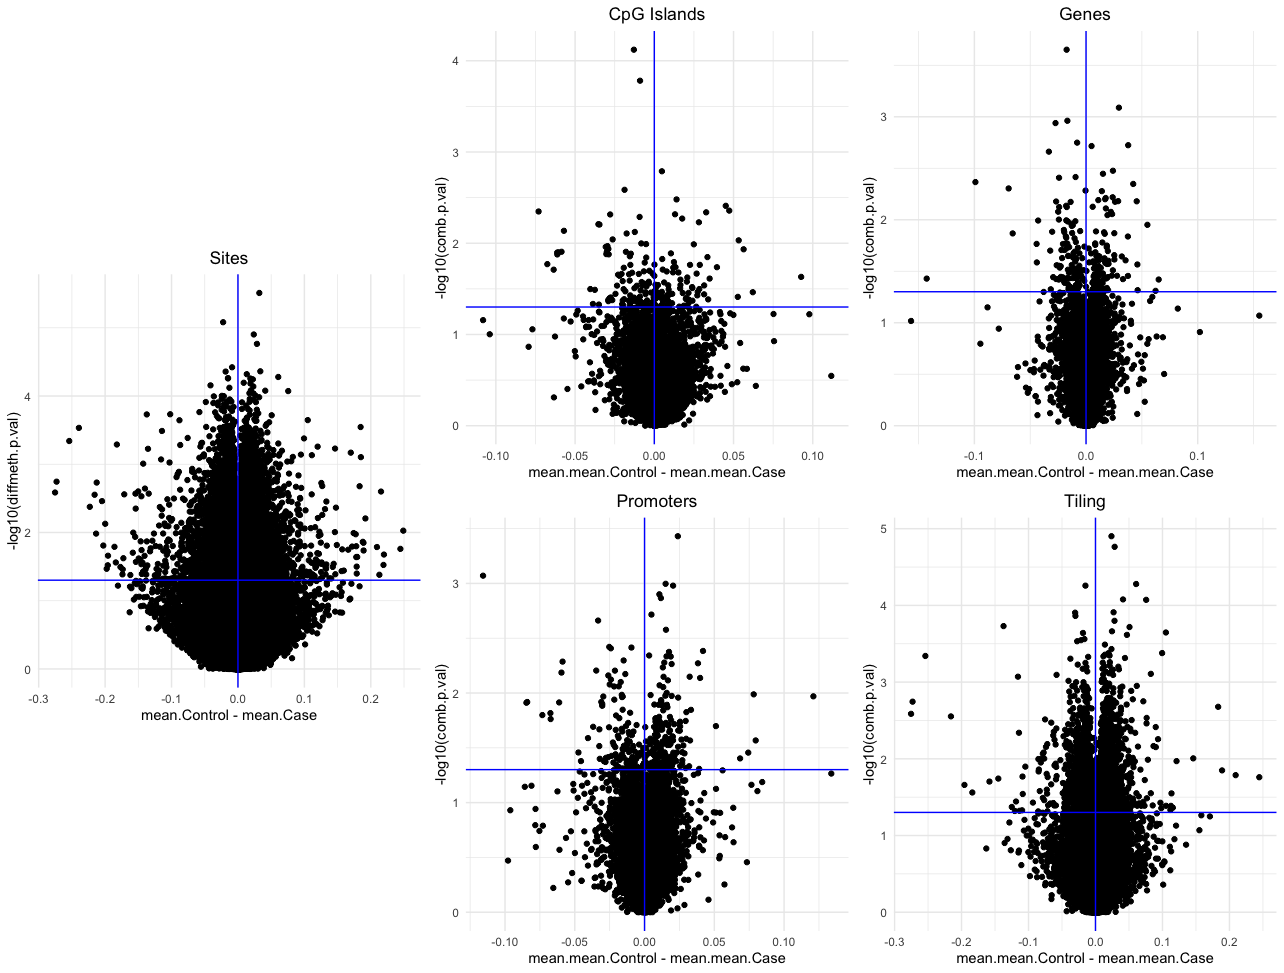 Sites
-log10(diffmeth.p.val)
4
2
0
-0.3 -0.2 -0.1 0.0 0.1 0.2
mean.Control - mean.Case
CpG Islands
-log10(comb.p.val)
4
3
2
1
0
-0.10 -0.05 0.00 0.05 0.10
mean.mean.Control - mean.mean.Case
Genes
-log10(comb.p.val)
3
2
1
0
-0.1 0.0 0.1
mean.mean.Control - mean.mean.Case
Promoters
-log10(comb.p.val)
3
2
1
0
-0.10 -0.05 0.00 0.05 0.10
mean.mean.Control - mean.mean.Case
Tiling
-log10(comb.p.val)
5
4
3
2
1
0
-0.3 -0.2 -0.1 0.0 0.1 0.2
mean.mean.Control - mean.mean.Case